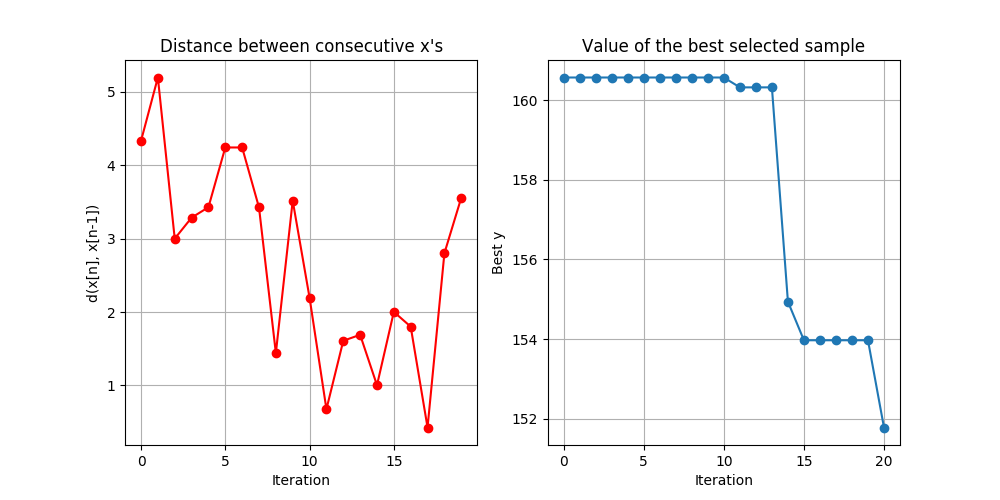 Distance between consecutive x's
d(x[n], x[n-1])
5
4
3
2
1
0 5 10 15
Iteration
Value of the best selected sample
Best y
160
158
156
154
152
0 5 10 15 20
Iteration